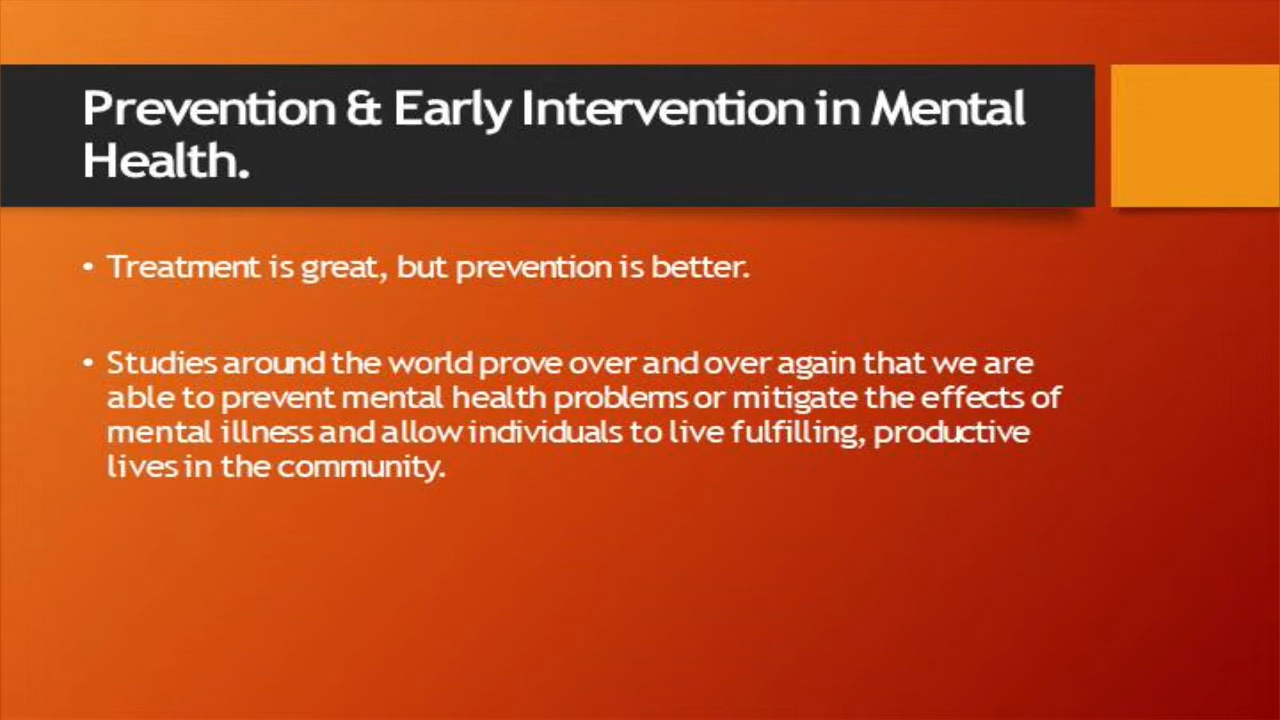 Prevention & Early Intervention in Mental
Health.
• Treatment is great, but prevention is better.
• Studies around the world prove over and over again that we are
able to prevent mental health problems or mitigate the effects of
mental illness and allow individuals to live fulfilling, productive
lives in the community.